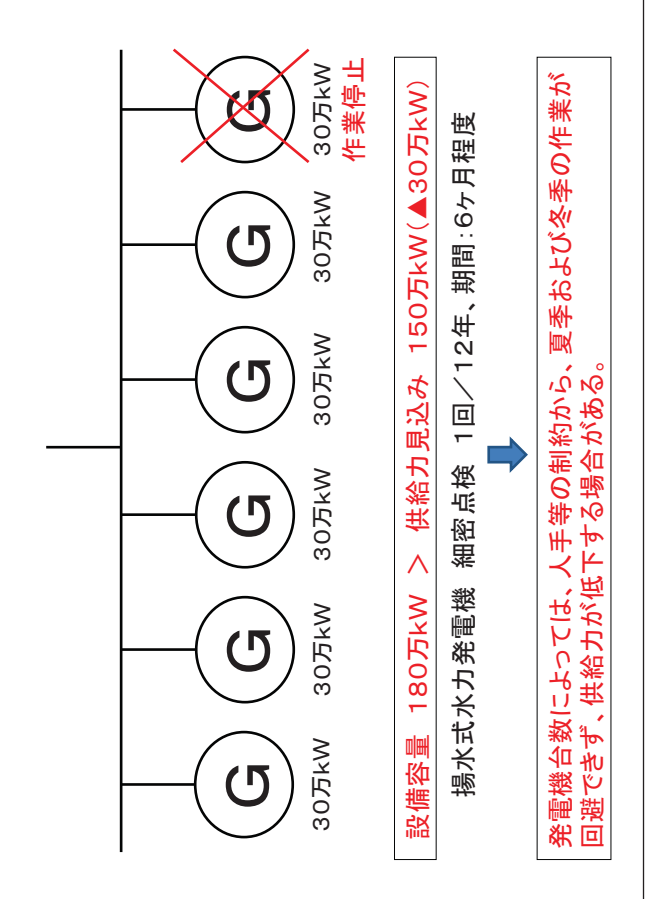 G G G G G G
30万kW 30万kW 30万kW 30万kW 30万kW 30万kW
作業停止
設備容量 180万kW ＞ 供給力見込み 150万kW(▲30万kW)
揚水式水力発電機 細密点検 1回／12年、期間：6ヶ月程度
発電機台数によっては、人手等の制約から、夏季および冬季の作業が
回避できず、供給力が低下する場合がある。